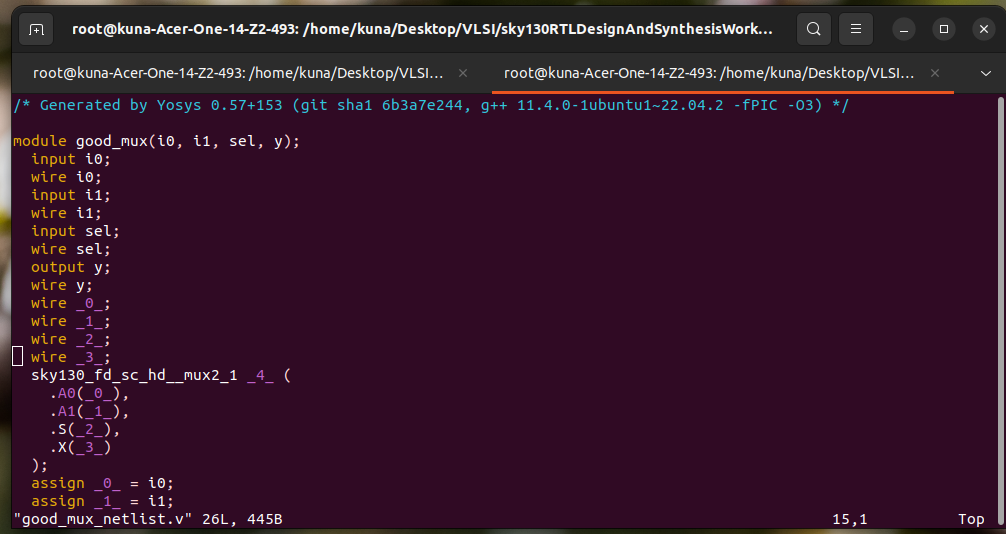 root@kuna-Acer-One-14-Z2-493: /home/kuna/Desktop/VLSI/sky130RTLDesignAndSynthesisWork...
root@kuna-Acer-One-14-Z2-493: /home/kuna/Desktop/VLSI...
root@kuna-Acer-One-14-Z2-493: /home/kuna/Desktop/VLSI...
/* Generated by Yosys 0.57+153 (git sha1 6b3a7e244, g++ 11.4.0-1ubuntu1~22.04.2 -fPIC -O3) */
module good_mux(i0, i1, sel, y);
  input i0;
  wire i0;
  input i1;
  wire i1;
  input sel;
  wire sel;
  output y;
  wire y;
  wire _0_;
  wire _1_;
  wire _2_;
  wire _3_;
  sky130_fd_sc_hd__mux2_1 _4_ (
    .A0(_0_),
    .A1(_1_),
    .S(_2_),
    .X(_3_)
  );
  assign _0_ = i0;
  assign _1_ = i1;
"good_mux_netlist.v" 26L, 445B 15,1 Top